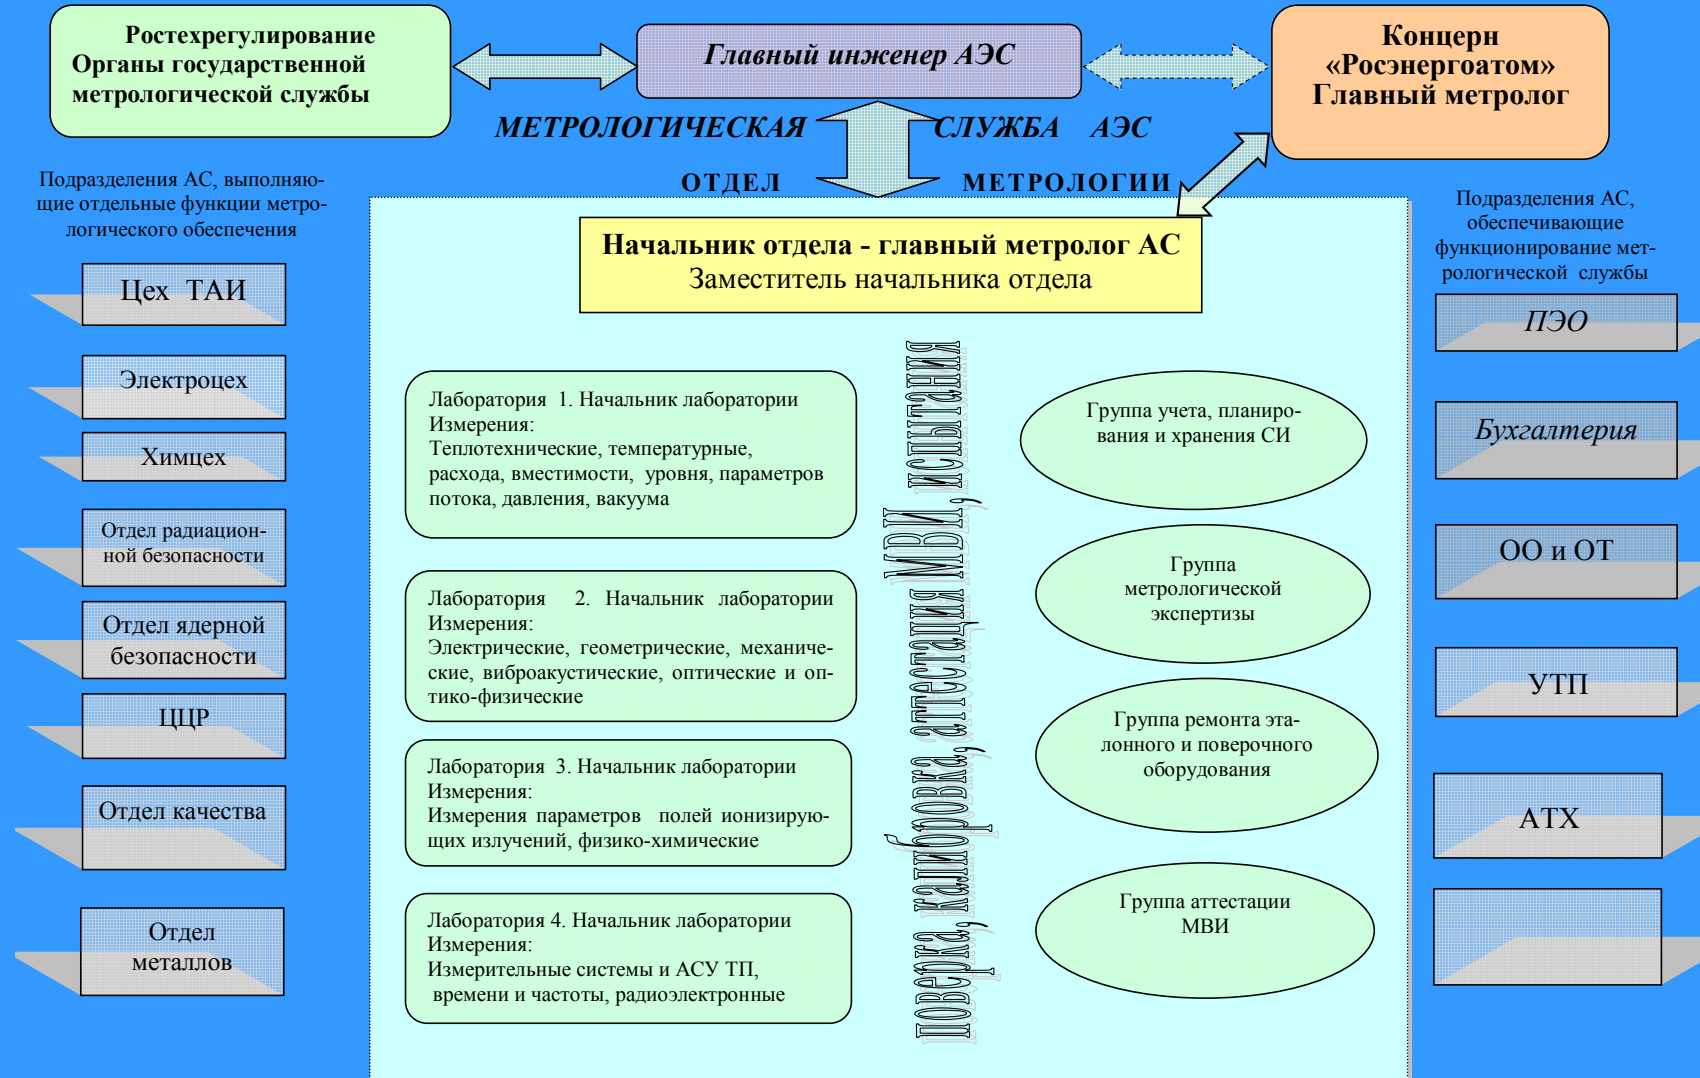 Ростехрегулирование
Органы государственной
метрологической службы
Главный инженер АЭС
Концерн
«Росэнергоатом»
Главный метролог
МЕТРОЛОГИЧЕСКАЯ СЛУЖБА АЭС
ОТДЕЛ МЕТРОЛОГИИ
Подразделения АС, выполняю-
щие отдельные функции метро-
логического обеспечения
Цех ТАИ
Электроцех
Химцех
Отдел радиацион-
ной безопасности
Отдел ядерной
безопасности
ЦЦР
Отдел качества
Отдел
металлов
Начальник отдела - главный метролог АС
Заместитель начальника отдела
Лаборатория 1. Начальник лаборатории
Измерения:
Теплотехнические, температурные,
расхода, вместимости, уровня, параметров
потока, давления, вакуума
Лаборатория 2. Начальник лаборатории
Измерения:
Электрические, геометрические, механиче-
ские, виброакустические, оптические и оп-
тико-физические
Лаборатория 3. Начальник лаборатории
Измерения:
Измерения параметров полей ионизирую-
щих излучений, физико-химические
Лаборатория 4. Начальник лаборатории
Измерения:
Измерительные системы и АСУ ТП,
времени и частоты, радиоэлектронные
поверка, калибровка, аттестация МВИ, испытания
Группа учета, планиро-
вания и хранения СИ
Группа
метрологической
экспертизы
Группа ремонта эта-
лонного и поверочного
оборудования
Группа аттестации
МВИ
Подразделения АС,
обеспечивающие
функционирование мет-
рологической службы
ПЭО
Бухгалтерия
ОО и ОТ
УТП
АТХ